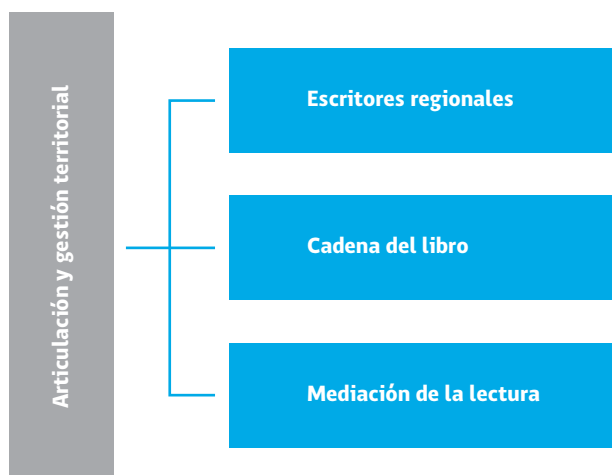 Articulación y gestión territorial
Escritores regionales
Cadena del libro
Mediación de la lectura